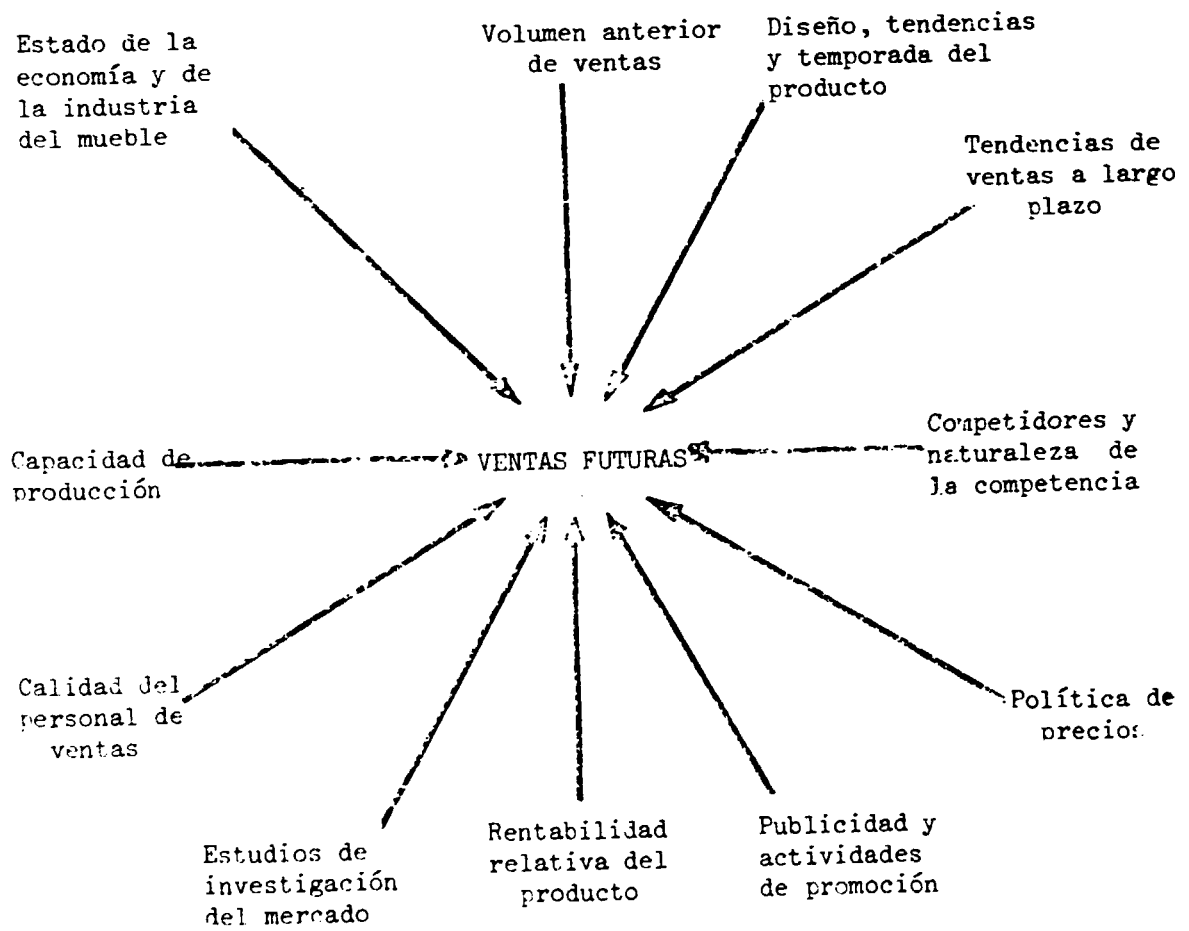 Estado de la
economía y de
la industria
del mueble
Volumen anterior
de ventas
Diseño, tendencias
y temporada del
producto
Tendencias de
ventas a largo
plazo
Capacidad de
producción
VENTAS FUTURAS
Competidores y
naturaleza de
la competencia
Calidad del
personal de
ventas
Política de
precios
Estudios de
investigación
del mercado
Rentabilidad
relativa del
producto
Publicidad y
actividades
de promoción